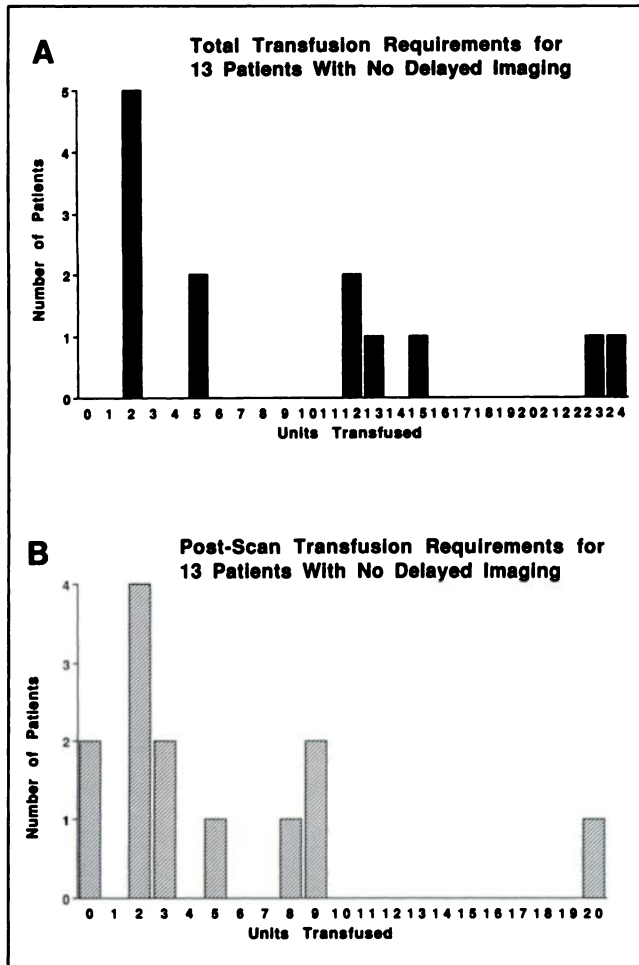 A
Total Transfusion Requirements for
13 Patients With No Delayed Imaging
5
4
3
2
1
0
Number of Patients
0 1 2 3 4 5 6 7 8 9 10 11 12 13 14 15 16 17 18 19 20 21 22 23 24
Units Transfused
B
Post-Scan Transfusion Requirements for
13 Patients With No Delayed Imaging
4
3
2
1
0
Number of Patients
0 1 2 3 4 5 6 7 8 9 10 11 12 13 14 15 16 17 18 19 20
Units Transfused